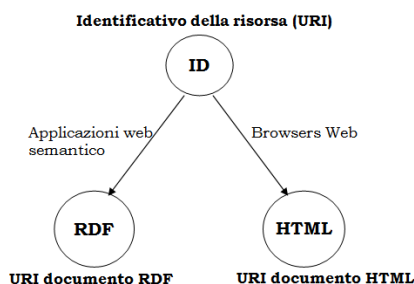 Identificativo della risorsa (URI)
ID
Applicazioni web
semantico
Browsers Web
RDF
HTML
URI documento RDF
URI documento HTML